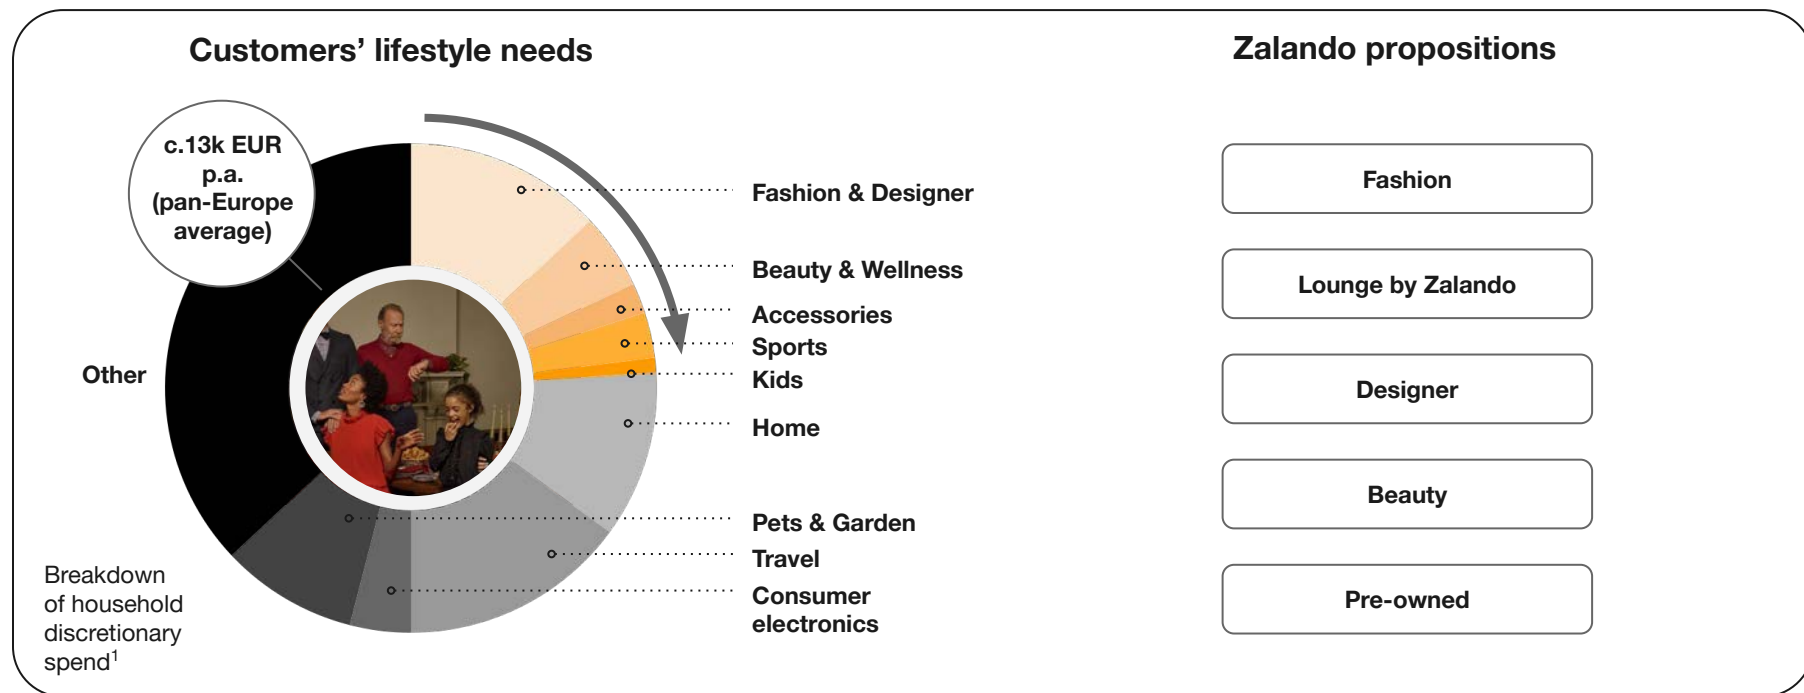 Customers’ lifestyle needs
c.13k EUR
p.a.
(pan-Europe
average)
Fashion & Designer
Beauty & Wellness
Accessories
Sports
Kids
Home
Pets & Garden
Travel
Consumer
electronics
Other
Breakdown
of household
discretionary
spend¹
Zalando propositions
Fashion
Lounge by Zalando
Designer
Beauty
Pre-owned